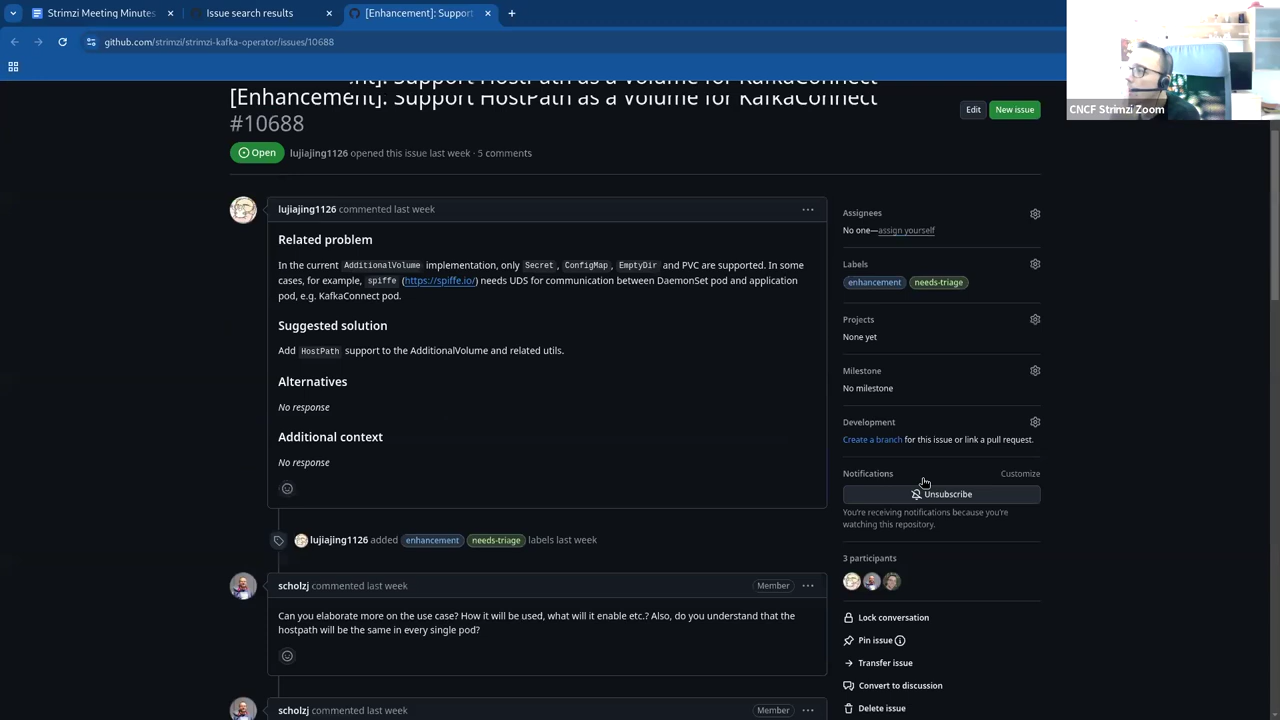 Strimzi Meeting Minutes
Issue search results
[Enhancement]: Support
github.com/strimzi/strimzi-kafka-operator/issues/10688
CNCF Strimzi Zoom
[Enhancement]: Support HostPath as a Volume for KafkaConnect
#10688
Edit
New issue
Open
lujiajing1126 opened this issue last week · 5 comments
lujiajing1126 commented last week
Related problem
In the current AdditionalVolume implementation, only Secret, ConfigMap, EmptyDir and PVC are supported. In some
cases, for example, spiffe (https://spiffe.io/) needs UDS for communication between DaemonSet pod and application
pod, e.g. KafkaConnect pod.
Suggested solution
Add HostPath support to the AdditionalVolume and related utils.
Alternatives
No response
Additional context
No response
lujiajing1126 added enhancement needs-triage labels last week
scholzj commented last week
Member
Can you elaborate more on the use case? How it will be used, what will it enable etc.? Also, do you understand that the
hostpath will be the same in every single pod?
scholzj commented last week
Member
Assignees
No one—assign yourself
Labels
enhancement needs-triage
Projects
None yet
Milestone
No milestone
Development
Create a branch for this issue or link a pull request.
Notifications
Customize
Unsubscribe
You're receiving notifications because you're
watching this repository.
3 participants
Lock conversation
Pin issue
Transfer issue
Convert to discussion
Delete issue